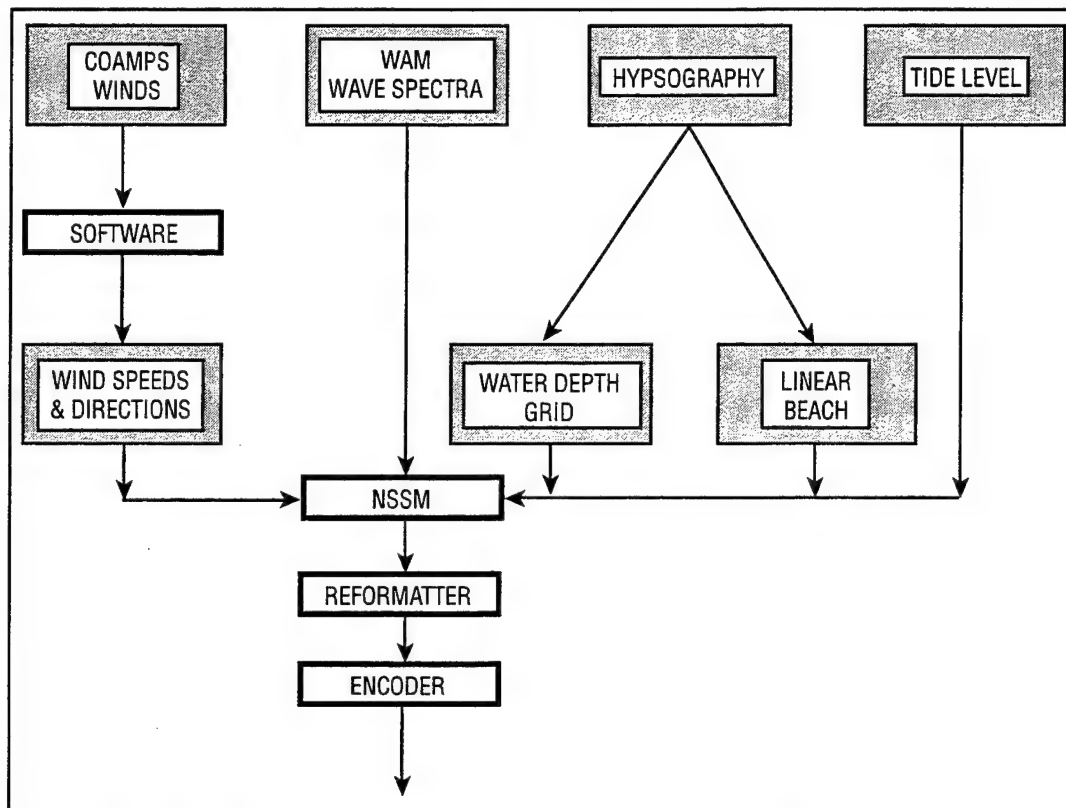 COAMPS
WINDS
WAM
WAVE SPECTRA
HYPSOGRAPHY
TIDE LEVEL
SOFTWARE
WIND SPEEDS
& DIRECTIONS
WATER DEPTH
GRID
LINEAR
BEACH
NSSM
REFORMATTER
ENCODER